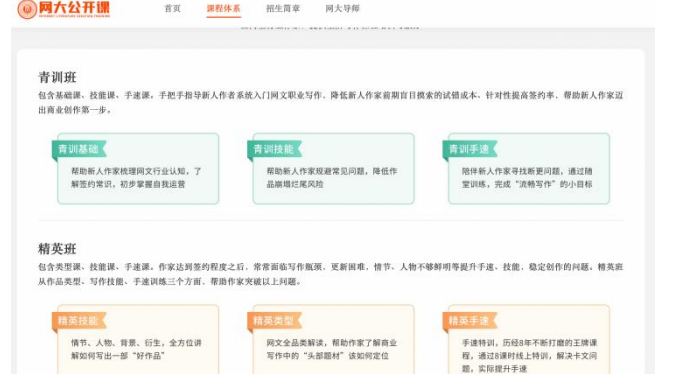 网大公开课
首页 课程体系 招生简章 网大导师
青训班
包含基础课、技能课、手速课。手把手指导新人作者系统入门网文职业写作，降低新人作家前期盲目摸索的试错成本，针对性提高签约率，帮助新人作家迈
出商业创作第一步。
青训基础 青训技能 青训手速
帮助新人作家梳理网文行业认知，了 帮助新人作家规避常见问题，降低作 陪伴新人作家寻找断更问题，通过随
解签约常识，初步掌握自我运营 品崩塌烂尾风险 堂训练，完成“流畅写作”的小目标
精英班
包含类型课、技能课、手速课。作家达到签约程度之后，常常面临写作瓶颈、更新困难，情节、人物不够鲜明等提升手速、技能，稳定创作的问题。精英班
从作品类型、写作技能、手速训练三个方面，帮助作家突破以上问题。
精英技能 精英类型 精英手速
情节、人物、背景、衍生，全方位讲 网文全品类解读，帮助作家了解商业 手速特训，历经8年不断打磨的王牌课
解如何写出一部“好作品” 写作中的“头部题材”该如何定位 程，通过8课时线上特训，解决卡文问
题，实际提升手速